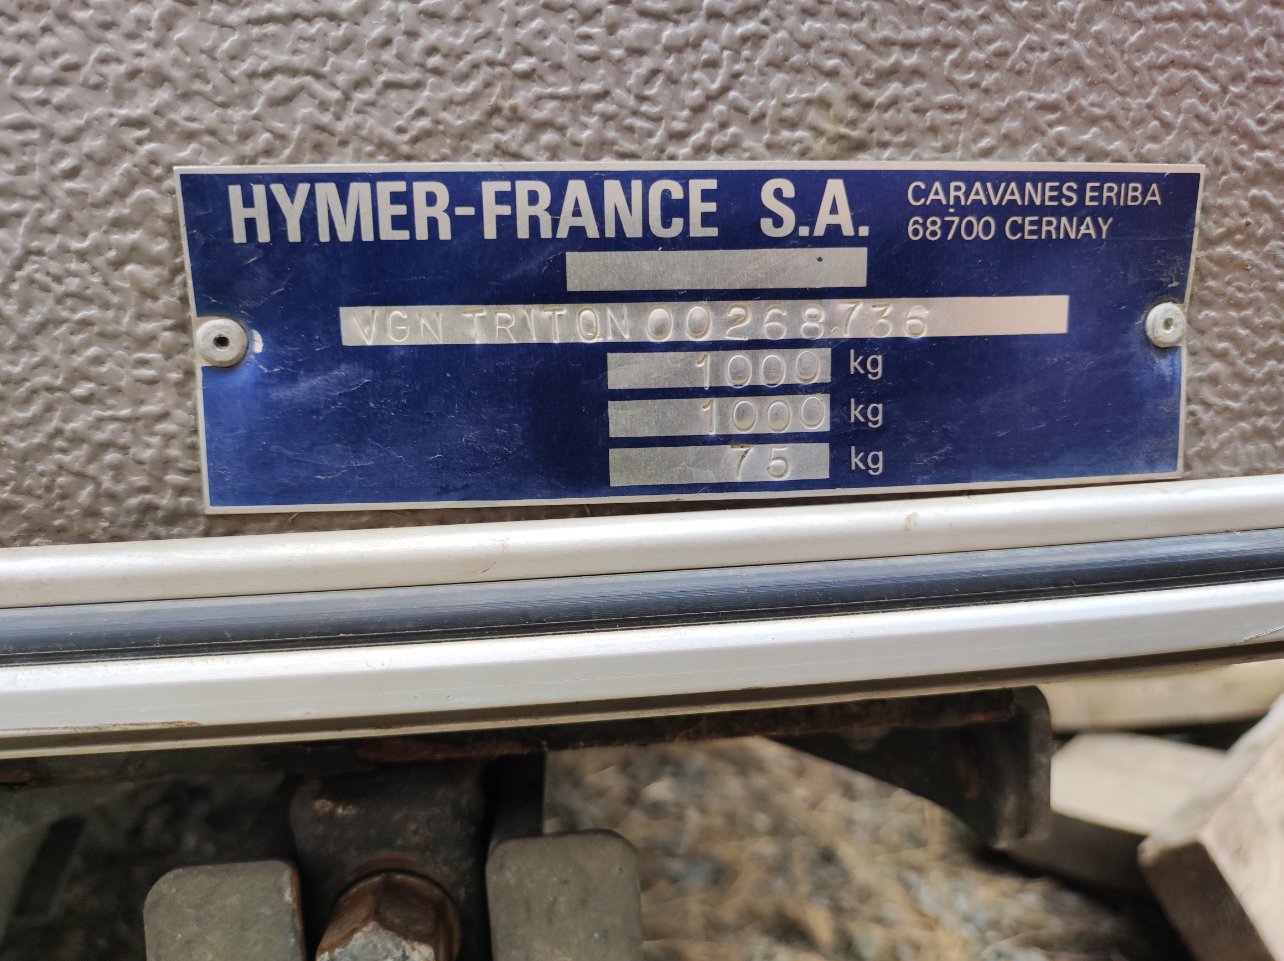 HYMER-FRANCE S.A.
CARAVANES ERIBA
68700 CERNAY
VGN TRITON 00268736
1000 kg
1000 kg
75 kg